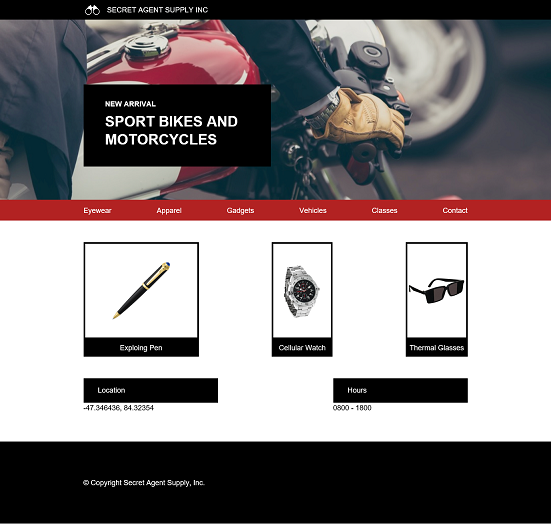 SECRET AGENT SUPPLY INC
NEW ARRIVAL
SPORT BIKES AND
MOTORCYCLES
Eyewear Apparel Gadgets Vehicles Classes Contact
Exploing Pen Cellular Watch Thermal Glasses
Location Hours
-47.346436, 84.32354 0800 - 1800
© Copyright Secret Agent Supply, Inc.